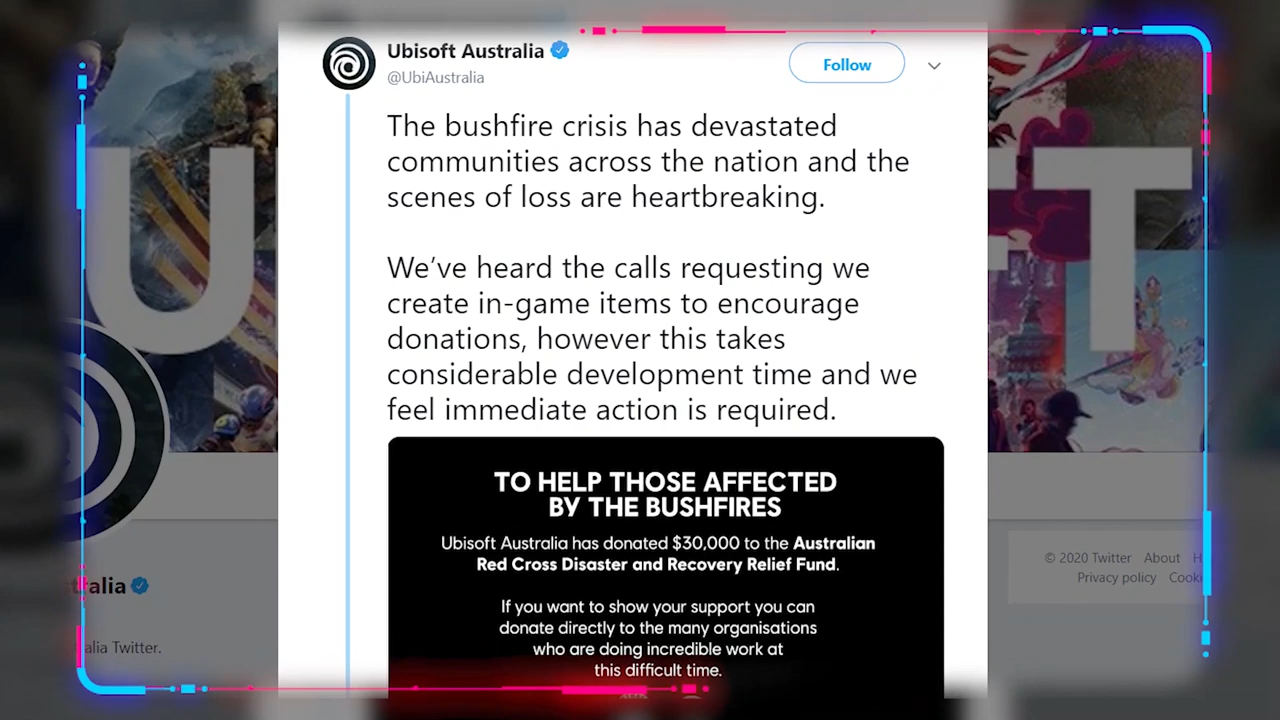 Ubisoft Australia
@UbiAustralia
Follow
The bushfire crisis has devastated
communities across the nation and the
scenes of loss are heartbreaking.
We've heard the calls requesting we
create in-game items to encourage
donations, however this takes
considerable development time and we
feel immediate action is required.
TO HELP THOSE AFFECTED
BY THE BUSHFIRES
Ubisoft Australia has donated $30,000 to the Australian
Red Cross Disaster and Recovery Relief Fund.
If you want to show your support you can
donate directly to the many organisations
who are doing incredible work at
this difficult time.
U
FT
tralia
alia Twitter.
© 2020 Twitter About H
Privacy policy Cook